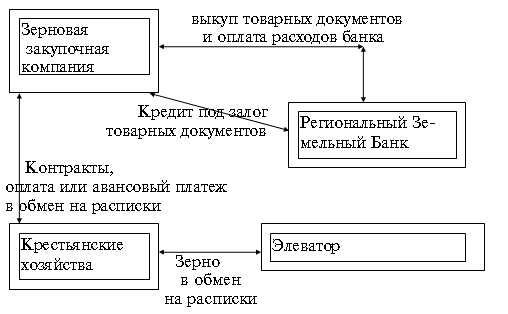 выкуп товарных документов
и оплата расходов банка
Зерновая
закупочная
компания
Кредит под залог
товарных документов
Региональный Зе-
мельный Банк
Контракты,
оплата или авансовый платеж
в обмен на расписки
Крестьянские
хозяйства
Элеватор
Зерно
в обмен
на расписки